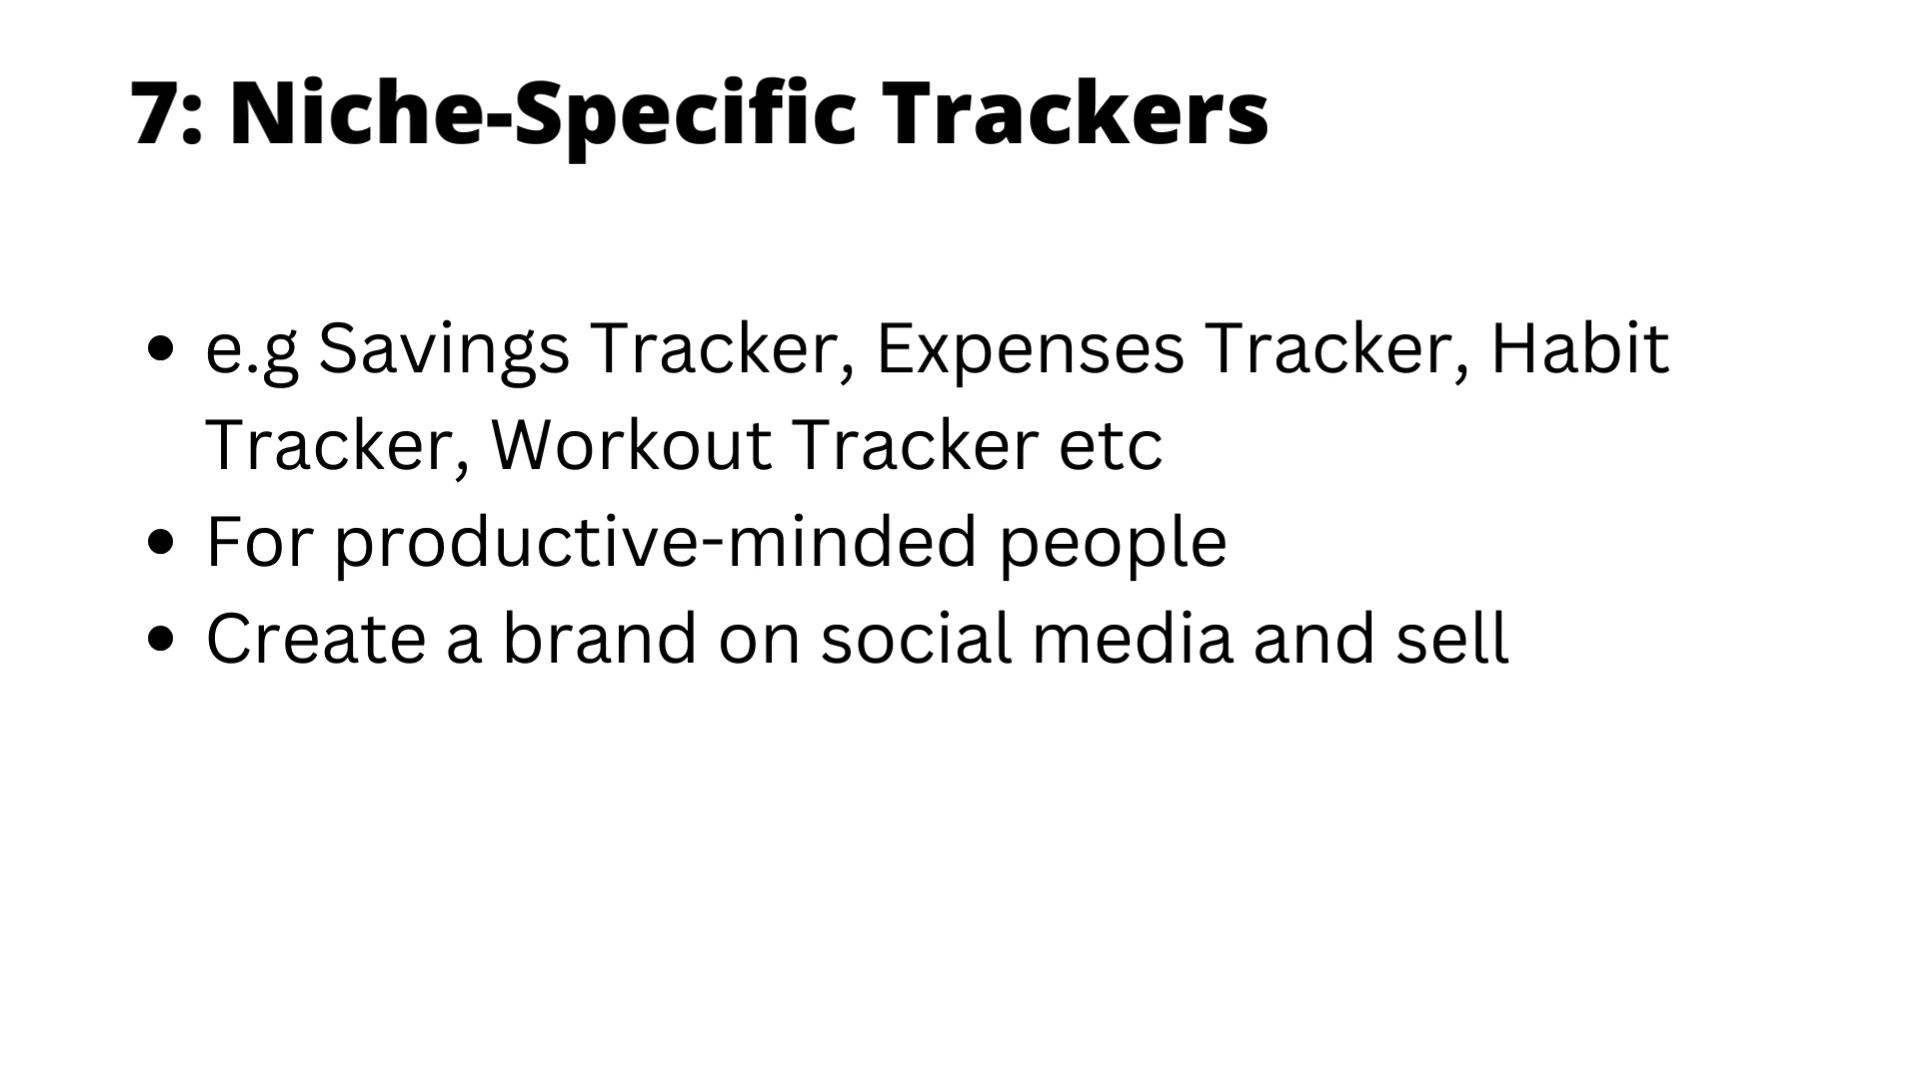 7: Niche-Specific Trackers
• e.g Savings Tracker, Expenses Tracker, Habit
Tracker, Workout Tracker etc
• For productive-minded people
• Create a brand on social media and sell